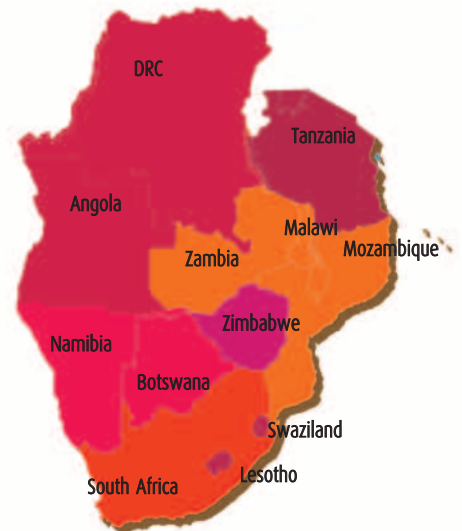 DRC
Tanzania
Angola
Malawi
Mozambique
Zambia
Zimbabwe
Namibia
Botswana
Swaziland
Lesotho
South Africa